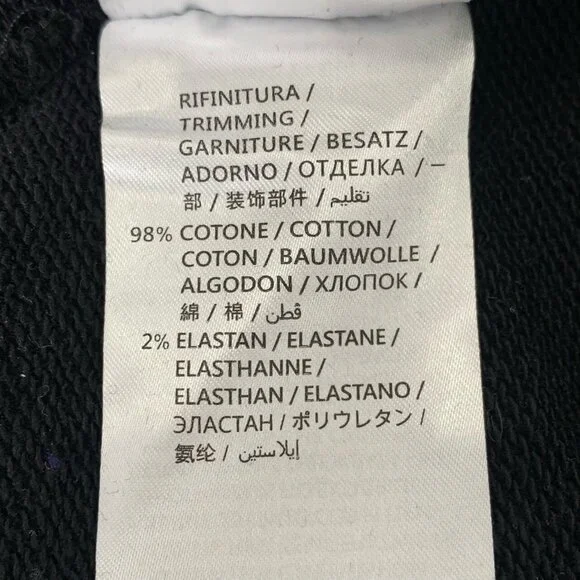 RIFINITURA /
TRIMMING /
GARNITURE / BESATZ /
ADORNO / ОТДЕЛКА / 一
部 / 装饰部件 / تقليم
98% COTONE / COTTON /
COTON / BAUMWOLLE /
ALGODON / ХЛОПОК /
綿 / 棉 / قطن
2% ELASTAN / ELASTANE /
ELASTHANNE /
ELASTHAN / ELASTANO /
ЭЛАСТАН / ポリウレタン /
氨纶 / إيلاستين